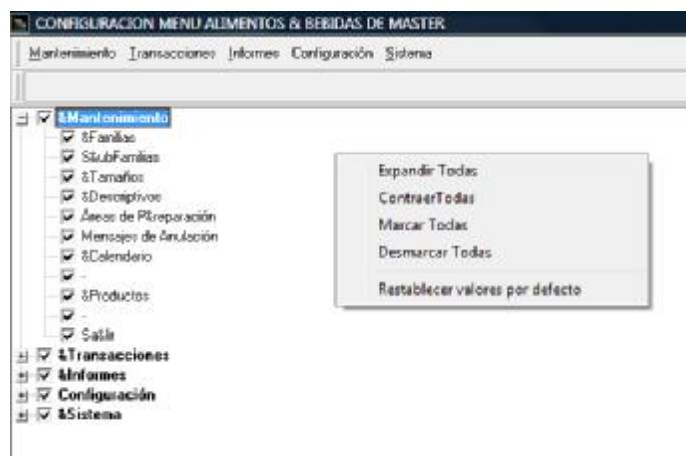 CONFIGURACION MENU ALIMENTOS & BEBIDAS DE MASTER
Mantenimiento Transacciones Informes Configuración Sistema
&Mantenimiento
&Familias
S&ubFamilias
&Tamaños
&Descriptivos
Áreas de P&reparación
Mensajes de Anulación
&Calendario
-
&Productos
-
Sa&lir
&Transacciones
&Informes
Configuración
&Sistema
Expandir Todas
ContraerTodas
Marcar Todas
Desmarcar Todas
Restablecer valores por defecto